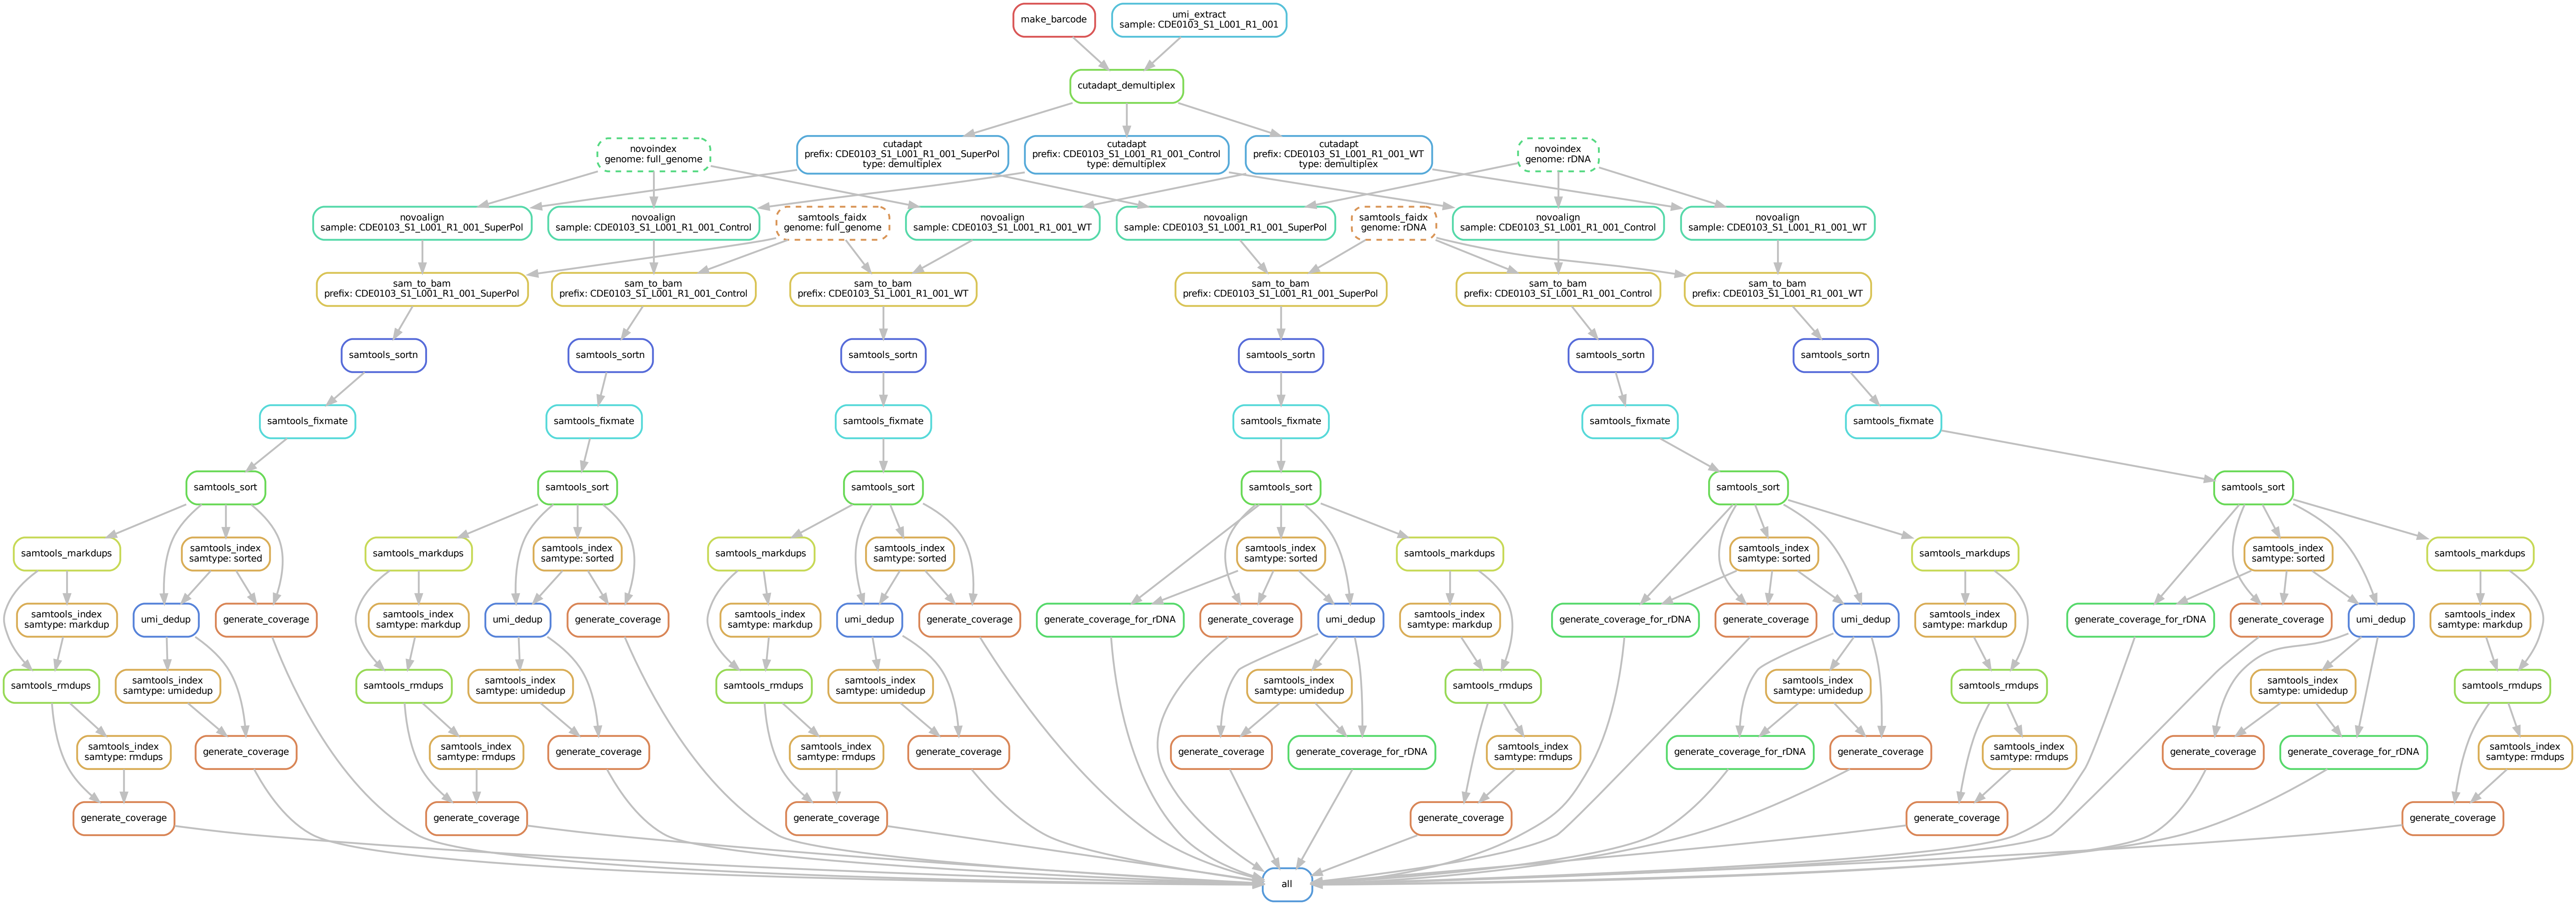 make_barcode
umi_extract
sample: CDE0103_S1_L001_R1_001
cutadapt_demultiplex
novoindex
genome: full_genome
cutadapt
prefix: CDE0103_S1_L001_R1_001_SuperPol
type: demultiplex
cutadapt
prefix: CDE0103_S1_L001_R1_001_Control
type: demultiplex
cutadapt
prefix: CDE0103_S1_L001_R1_001_WT
type: demultiplex
novoindex
genome: rDNA
novoalign
sample: CDE0103_S1_L001_R1_001_SuperPol
novoalign
sample: CDE0103_S1_L001_R1_001_Control
samtools_faidx
genome: full_genome
novoalign
sample: CDE0103_S1_L001_R1_001_WT
novoalign
sample: CDE0103_S1_L001_R1_001_SuperPol
samtools_faidx
genome: rDNA
novoalign
sample: CDE0103_S1_L001_R1_001_Control
novoalign
sample: CDE0103_S1_L001_R1_001_WT
sam_to_bam
prefix: CDE0103_S1_L001_R1_001_SuperPol
sam_to_bam
prefix: CDE0103_S1_L001_R1_001_Control
sam_to_bam
prefix: CDE0103_S1_L001_R1_001_WT
sam_to_bam
prefix: CDE0103_S1_L001_R1_001_SuperPol
sam_to_bam
prefix: CDE0103_S1_L001_R1_001_Control
sam_to_bam
prefix: CDE0103_S1_L001_R1_001_WT
samtools_sortn
samtools_sortn
samtools_sortn
samtools_sortn
samtools_sortn
samtools_sortn
samtools_fixmate
samtools_fixmate
samtools_fixmate
samtools_fixmate
samtools_fixmate
samtools_fixmate
samtools_sort
samtools_sort
samtools_sort
samtools_sort
samtools_sort
samtools_sort
samtools_markdups
samtools_index
samtype: sorted
samtools_markdups
samtools_index
samtype: sorted
samtools_markdups
samtools_index
samtype: sorted
samtools_index
samtype: sorted
samtools_markdups
samtools_index
samtype: sorted
samtools_markdups
samtools_index
samtype: sorted
samtools_markdups
samtools_index
samtype: markdup
umi_dedup
generate_coverage
samtools_index
samtype: markdup
umi_dedup
generate_coverage
samtools_index
samtype: markdup
umi_dedup
generate_coverage
generate_coverage_for_rDNA
generate_coverage
umi_dedup
samtools_index
samtype: markdup
generate_coverage_for_rDNA
generate_coverage
umi_dedup
samtools_index
samtype: markdup
generate_coverage_for_rDNA
generate_coverage
umi_dedup
samtools_index
samtype: markdup
samtools_rmdups
samtools_index
samtype: umidedup
samtools_rmdups
samtools_index
samtype: umidedup
samtools_rmdups
samtools_index
samtype: umidedup
samtools_index
samtype: umidedup
samtools_rmdups
samtools_index
samtype: umidedup
samtools_rmdups
samtools_index
samtype: umidedup
samtools_rmdups
samtools_index
samtype: rmdups
generate_coverage
samtools_index
samtype: rmdups
generate_coverage
samtools_index
samtype: rmdups
generate_coverage
generate_coverage
generate_coverage_for_rDNA
samtools_index
samtype: rmdups
generate_coverage_for_rDNA
generate_coverage
samtools_index
samtype: rmdups
generate_coverage
generate_coverage_for_rDNA
samtools_index
samtype: rmdups
generate_coverage
generate_coverage
generate_coverage
generate_coverage
generate_coverage
generate_coverage
all